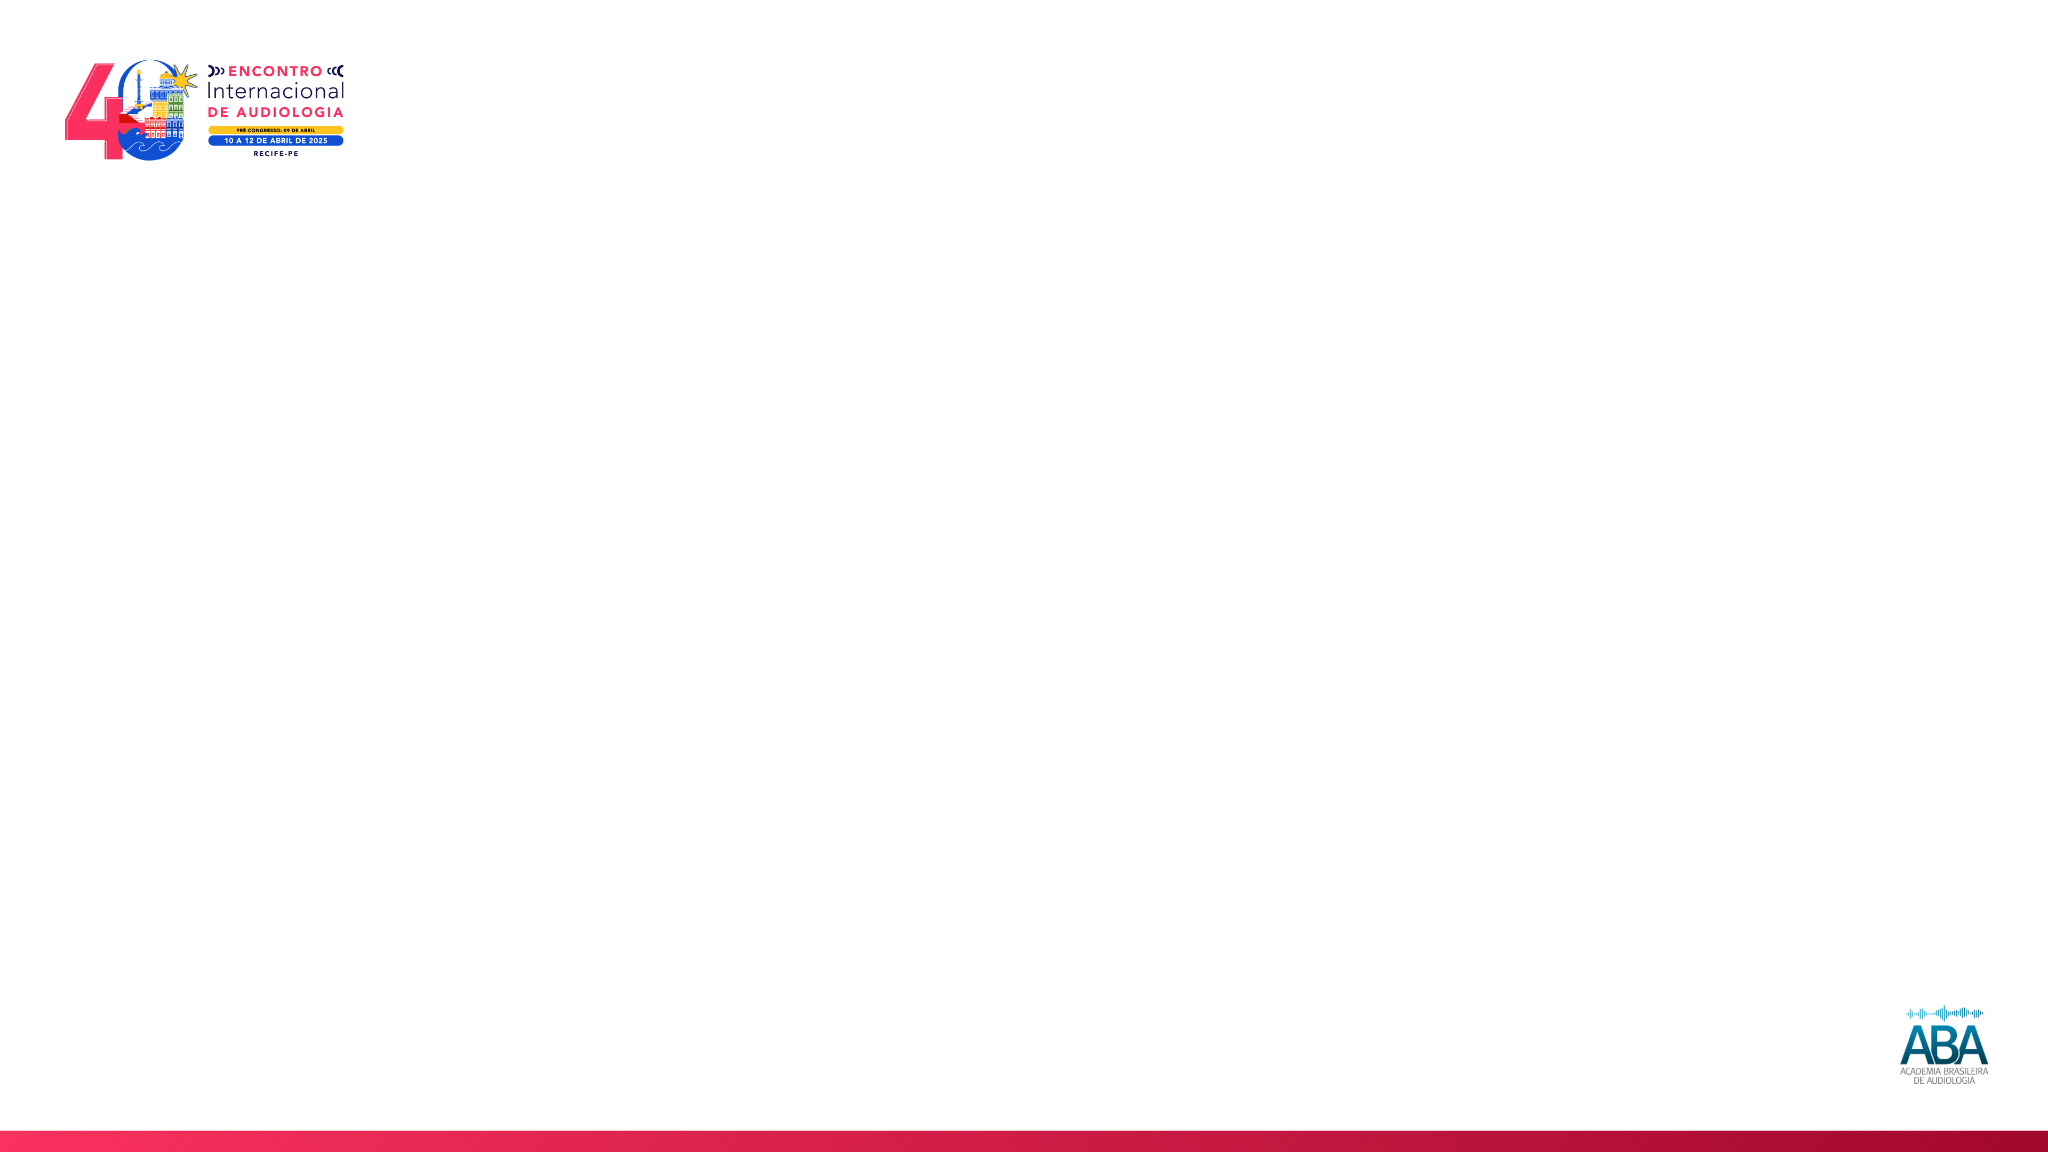 40
ENCONTRO
Internacional
DE AUDIOLOGIA
PRÉ-CONGRESSO: 09 DE ABRIL
10 A 12 DE ABRIL DE 2025
RECIFE-PE
ABA
ACADEMIA BRASILEIRA
DE AUDIOLOGIA